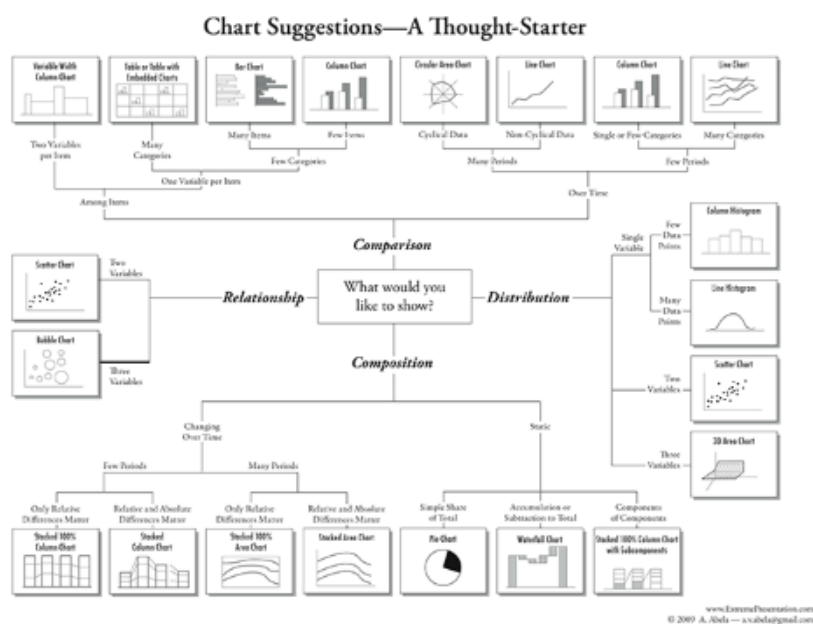 Chart Suggestions—A Thought-Starter
Variable Width
Column Chart
Table or Table with
Embedded Charts
Bar Chart
Column Chart
Circular Area Chart
Line Chart
Column Chart
Line Chart
Two Variables
per Item
Many
Categories
Many Items
Few Items
Cyclical Data
Non-Cyclical Data
Single or Few Categories
Many Categories
Few Categories
Many Periods
Few Periods
One Variable per Item
Among Items
Over Time
Comparison
What would you
like to show?
Relationship
Distribution
Composition
Scatter Chart
Two
Variables
Bubble Chart
Three
Variables
Single
Variable
Few
Data
Points
Column Histogram
Many
Data
Points
Line Histogram
Two
Variables
Scatter Chart
Three
Variables
3D Area Chart
Changing
Over Time
Static
Few Periods
Many Periods
Only Relative
Differences Matter
Relative and Absolute
Differences Matter
Only Relative
Differences Matter
Relative and Absolute
Differences Matter
Simple Share
of Total
Accumulation or
Subtraction to Total
Components
of Components
Stacked 100%
Column Chart
Stacked
Column Chart
Stacked 100%
Area Chart
Stacked Area Chart
Pie Chart
Waterfall Chart
Stacked 100% Column Chart
with Subcomponents
www.ExtremePresentation.com
© 2009 A. Abela — a.v.abela@gmail.com